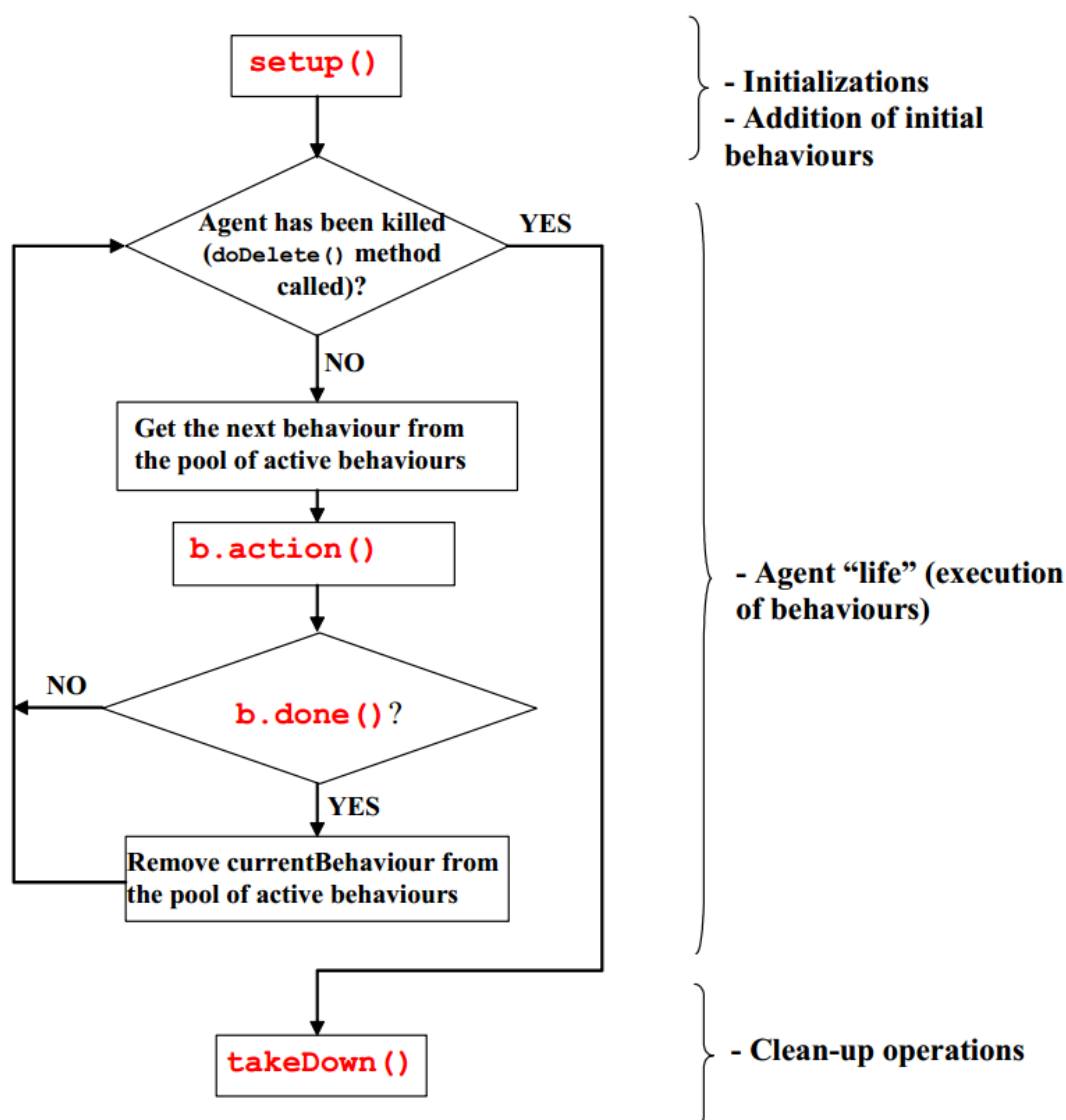 setup()
- Initializations
- Addition of initial
behaviours
Agent has been killed
(doDelete() method
called)?
YES
NO
Get the next behaviour from
the pool of active behaviours
b.action()
- Agent “life” (execution
of behaviours)
NO
b.done()?
YES
Remove currentBehaviour from
the pool of active behaviours
takeDown()
- Clean-up operations